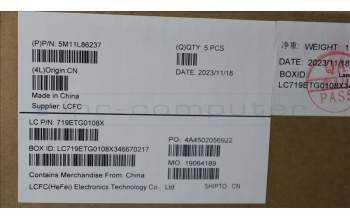 (P)P/N: 5M11L86237
(Q)QTY: 5 PCS
净重: WEIGHT: 1
(4L)Origin:CN
DATE: 2023/11/18
DATE: 2023/11/18
Made in China
BOXID
Supplier: LCFC
LC719ETG0108X
PASS
LC P/N: 719ETG0108X
PO: 4A4502056922
BOX ID: LC719ETG0108X346670217
MO: 19064189
Contains Merchandise From: China
LCFC(HeFei) Electronics Technology Co., Ltd
SHIPTO: CN